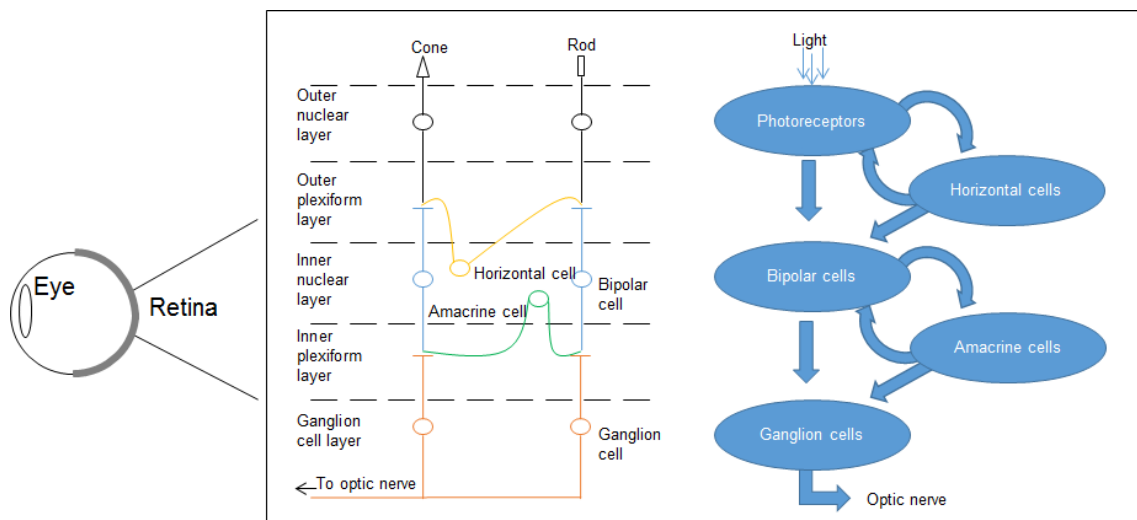 Eye
Retina
Cone
Rod
Outer
nuclear
layer
Outer
plexiform
layer
Inner
nuclear
layer
Horizontal cell
Bipolar
cell
Amacrine cell
Inner
plexiform
layer
Ganglion
cell layer
Ganglion
cell
To optic nerve
Light
Photoreceptors
Horizontal cells
Bipolar cells
Amacrine cells
Ganglion cells
Optic nerve